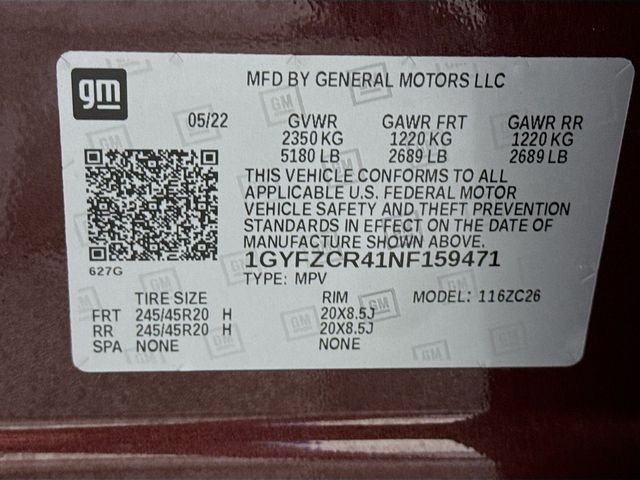 gm
MFD BY GENERAL MOTORS LLC
05/22 GVWR GAWR FRT GAWR RR
2350 KG 1220 KG 1220 KG
5180 LB 2689 LB 2689 LB
THIS VEHICLE CONFORMS TO ALL
APPLICABLE U.S. FEDERAL MOTOR
VEHICLE SAFETY AND THEFT PREVENTION
STANDARDS IN EFFECT ON THE DATE OF
MANUFACTURE SHOWN ABOVE.
627G
1GYFZCR41NF159471
TYPE: MPV
TIRE SIZE RIM MODEL: 116ZC26
FRT 245/45R20 H 20X8.5J
RR 245/45R20 H 20X8.5J
SPA NONE NONE